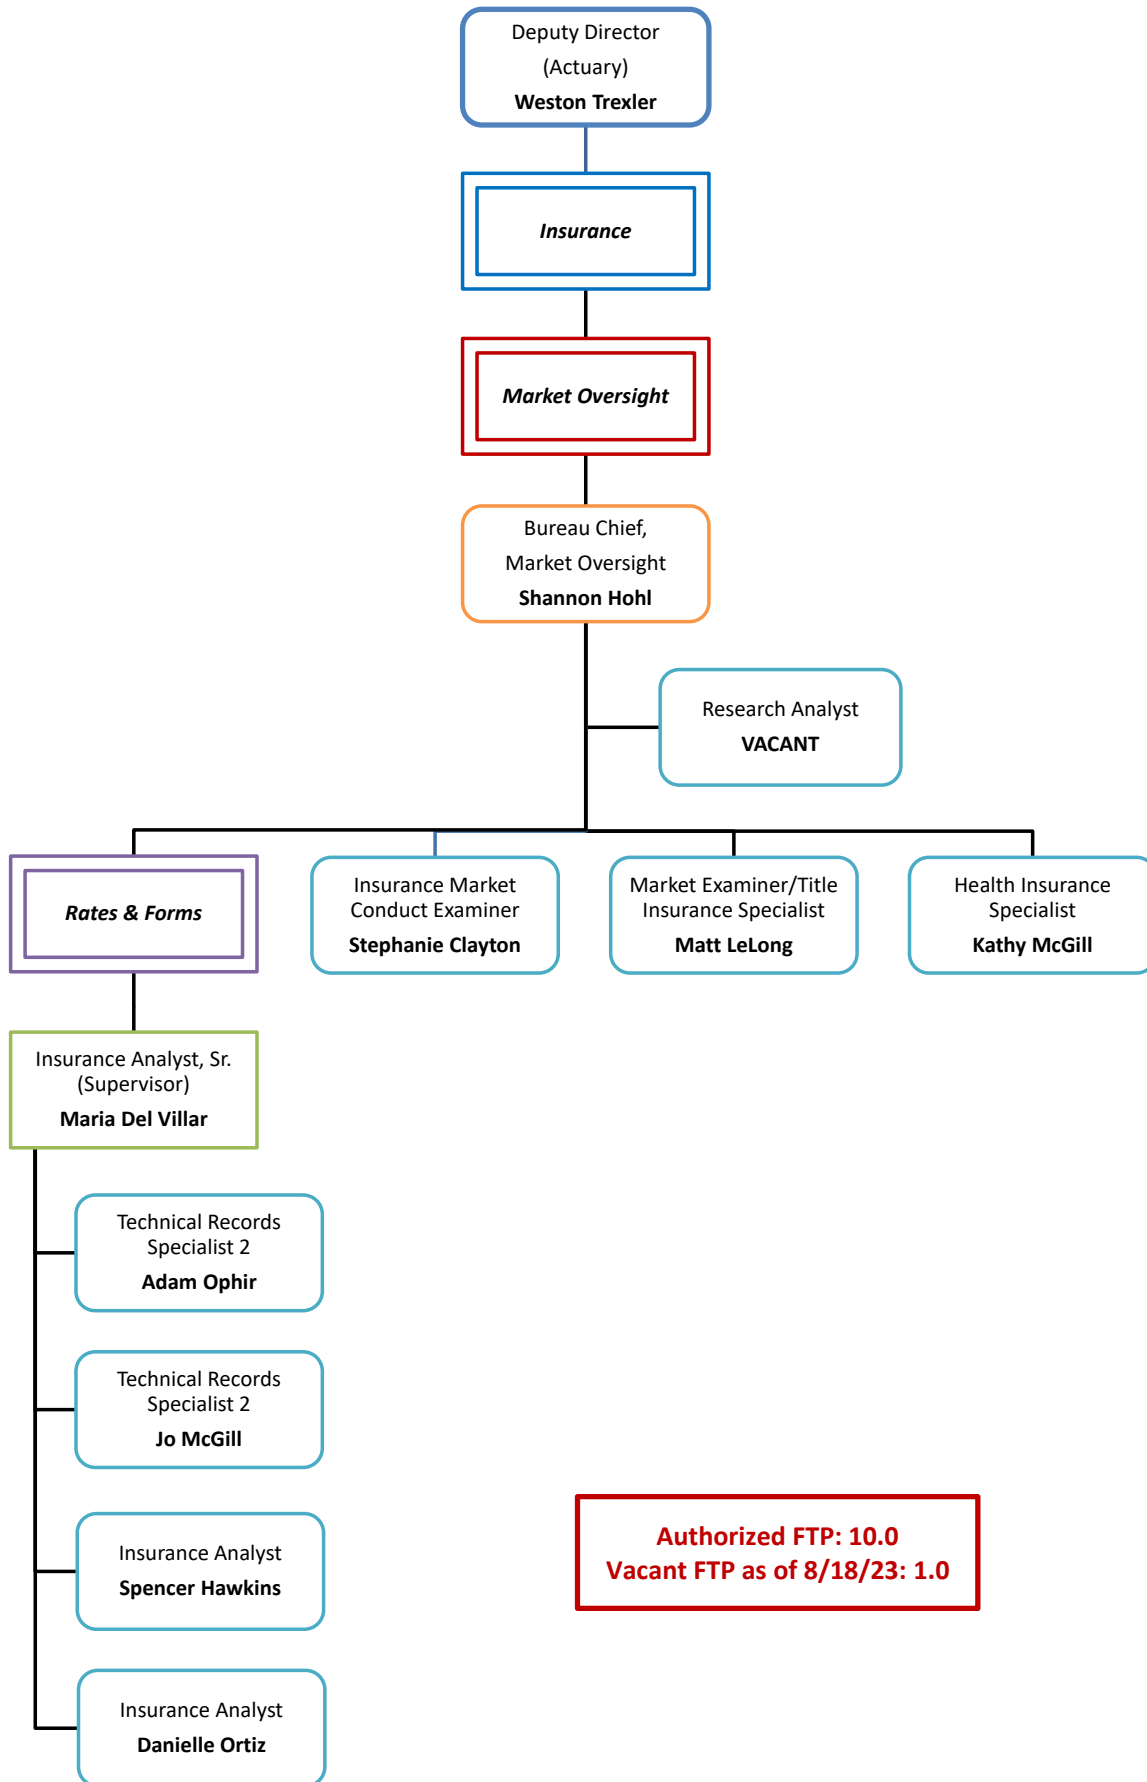 Deputy Director
(Actuary)
Weston Trexler
Insurance
Market Oversight
Bureau Chief,
Market Oversight
Shannon Hohl
Research Analyst
VACANT
Rates & Forms
Insurance Market
Conduct Examiner
Stephanie Clayton
Market Examiner/Title
Insurance Specialist
Matt LeLong
Health Insurance
Specialist
Kathy McGill
Insurance Analyst, Sr.
(Supervisor)
Maria Del Villar
Technical Records
Specialist 2
Adam Ophir
Technical Records
Specialist 2
Jo McGill
Insurance Analyst
Spencer Hawkins
Insurance Analyst
Danielle Ortiz
Authorized FTP: 10.0
Vacant FTP as of 8/18/23: 1.0